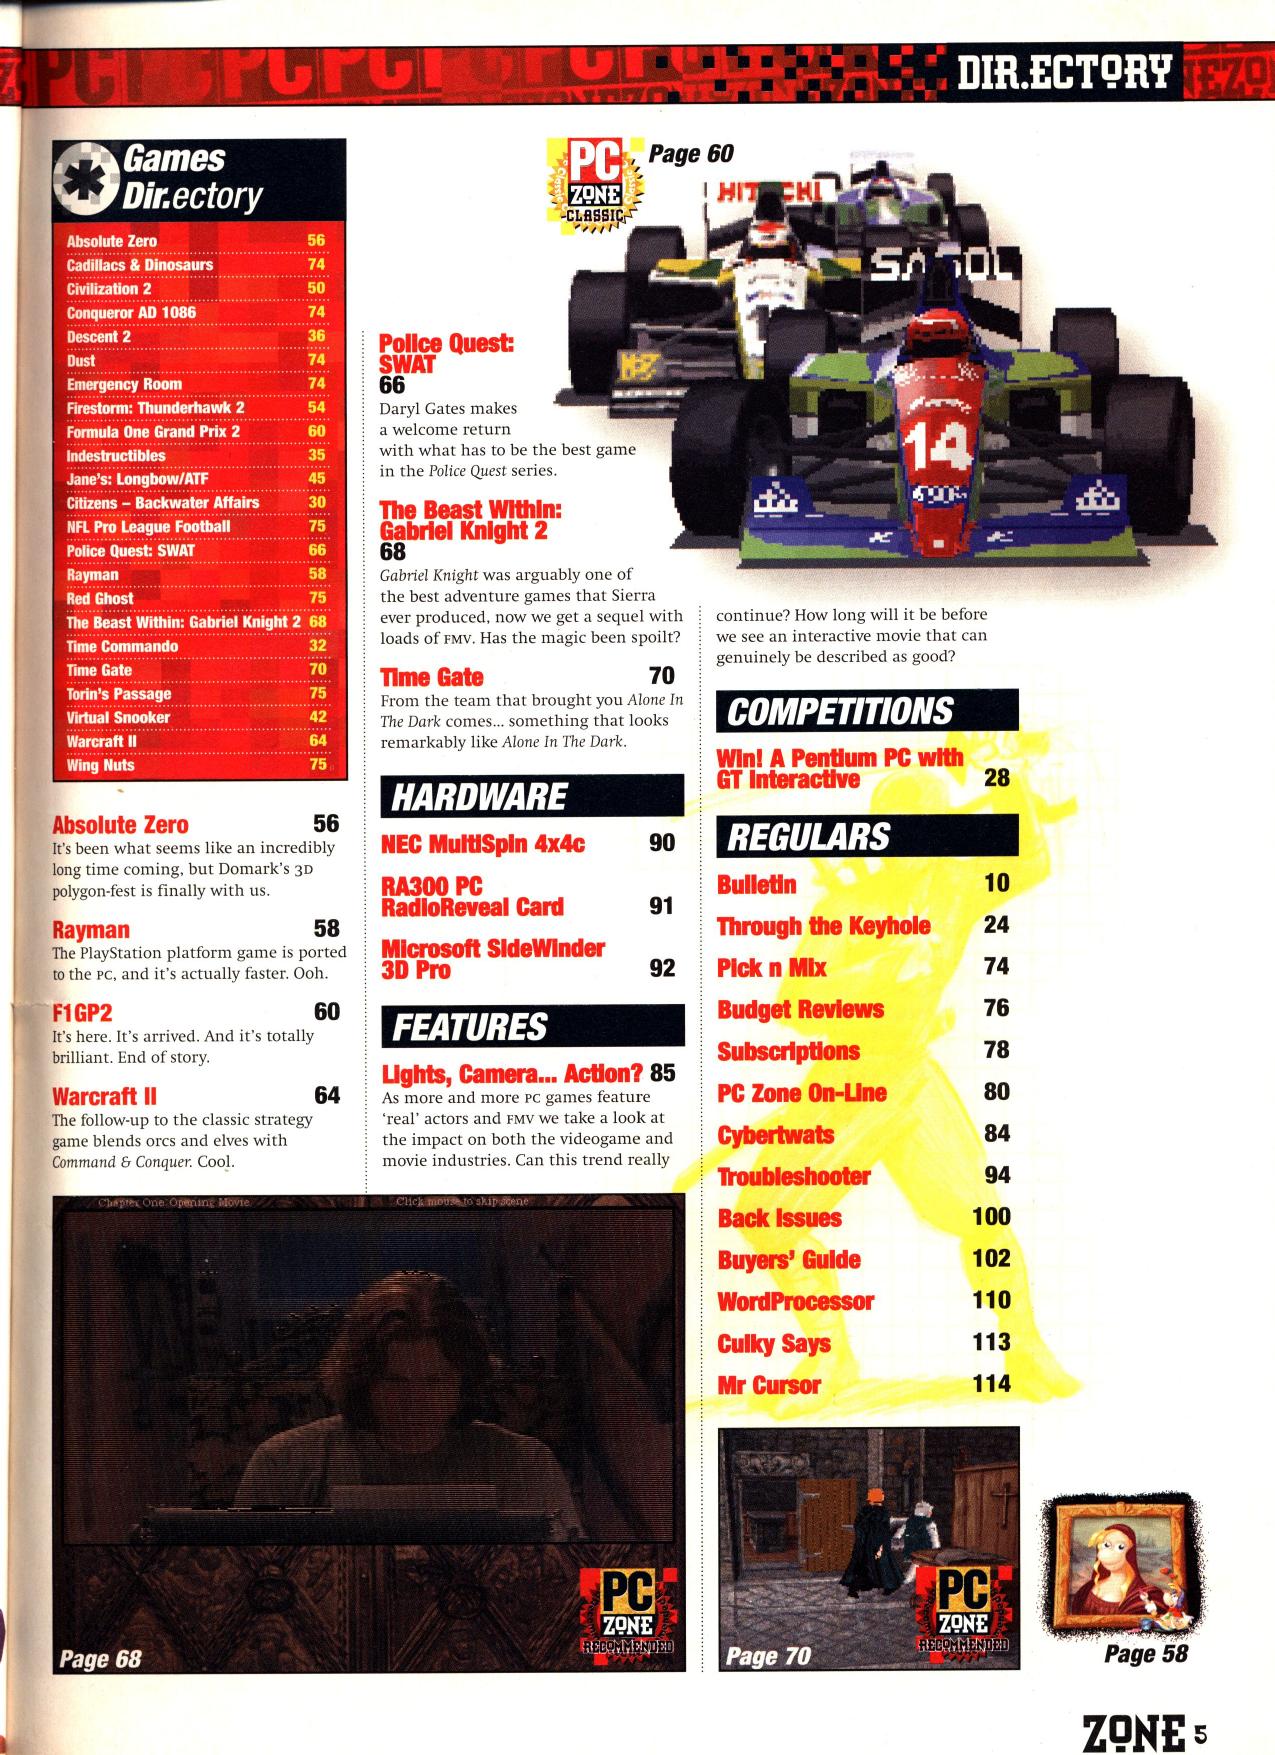 DIR.ECTORY
Games
Dir.ectory
Absolute Zero 56
Cadillacs & Dinosaurs 74
Civilization 2 50
Conqueror AD 1086 74
Descent 2 36
Dust 74
Emergency Room 74
Firestorm: Thunderhawk 2 54
Formula One Grand Prix 2 60
Indestructibles 35
Jane's: Longbow/ATF 45
Citizens – Backwater Affairs 30
NFL Pro League Football 75
Police Quest: SWAT 66
Rayman 58
Red Ghost 75
The Beast Within: Gabriel Knight 2 68
Time Commando 32
Time Gate 70
Torin's Passage 75
Virtual Snooker 42
Warcraft II 64
Wing Nuts 75
Absolute Zero 56
It's been what seems like an incredibly
long time coming, but Domark's 3D
polygon-fest is finally with us.
Rayman 58
The PlayStation platform game is ported
to the PC, and it's actually faster. Ooh.
F1GP2 60
It's here. It's arrived. And it's totally
brilliant. End of story.
Warcraft II 64
The follow-up to the classic strategy
game blends orcs and elves with
Command & Conquer. Cool.
PC
ZONE
CLASSIC
Page 60
HITACHI
SASOL
14
Police Quest:
SWAT
66
Daryl Gates makes
a welcome return
with what has to be the best game
in the Police Quest series.
The Beast Within:
Gabriel Knight 2
68
Gabriel Knight was arguably one of
the best adventure games that Sierra
ever produced, now we get a sequel with
loads of FMV. Has the magic been spoilt?
Time Gate 70
From the team that brought you Alone In
The Dark comes... something that looks
remarkably like Alone In The Dark.
HARDWARE
NEC MultiSpin 4x4c 90
RA300 PC
RadioReveal Card 91
Microsoft SideWinder
3D Pro 92
FEATURES
Lights, Camera... Action? 85
As more and more PC games feature
'real' actors and FMV we take a look at
the impact on both the videogame and
movie industries. Can this trend really
continue? How long will it be before
we see an interactive movie that can
genuinely be described as good?
COMPETITIONS
Win! A Pentium PC with
GT Interactive 28
REGULARS
Bulletin 10
Through the Keyhole 24
Pick n Mix 74
Budget Reviews 76
Subscriptions 78
PC Zone On-Line 80
Cybertwats 84
Troubleshooter 94
Back Issues 100
Buyers' Guide 102
WordProcessor 110
Culky Says 113
Mr Cursor 114
Chapter One: Opening Movie
Click mouse to skip scene
PC
ZONE
RECOMMENDED
Page 68
PC
ZONE
RECOMMENDED
Page 70
Page 58
ZONE 5